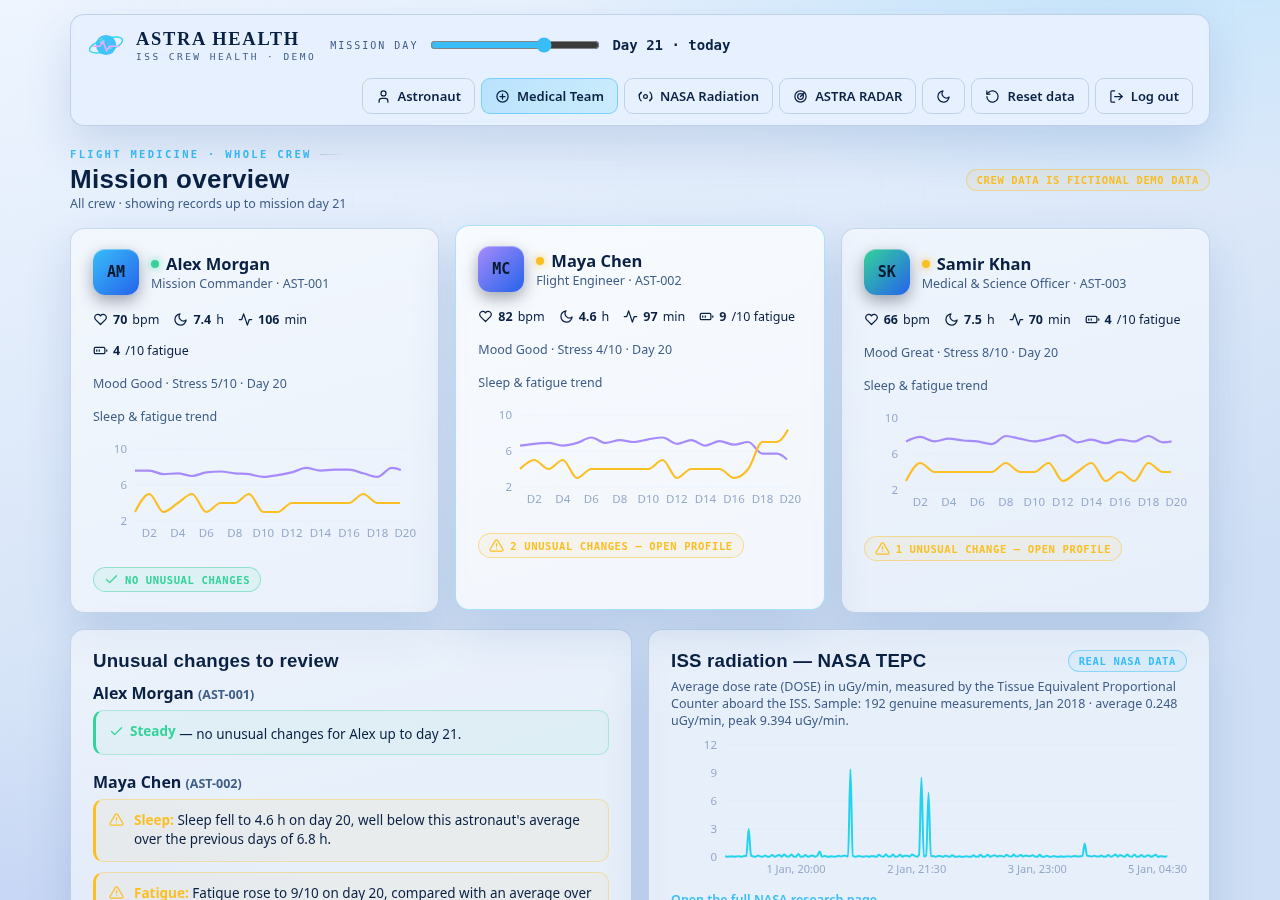 ASTRA HEALTH
ISS CREW HEALTH · DEMO
MISSION DAY
Day 21 · today
Astronaut
Medical Team
NASA Radiation
ASTRA RADAR
Reset data
Log out
FLIGHT MEDICINE · WHOLE CREW
Mission overview
All crew · showing records up to mission day 21
CREW DATA IS FICTIONAL DEMO DATA
AM
Alex Morgan
Mission Commander · AST-001
70 bpm 7.4 h 106 min
4 /10 fatigue
Mood Good · Stress 5/10 · Day 20
Sleep & fatigue trend
10
6
2
D2 D4 D6 D8 D10 D12 D14 D16 D18 D20
NO UNUSUAL CHANGES
MC
Maya Chen
Flight Engineer · AST-002
82 bpm 4.6 h 97 min 9 /10 fatigue
Mood Good · Stress 4/10 · Day 20
Sleep & fatigue trend
10
6
2
D2 D4 D6 D8 D10 D12 D14 D16 D18 D20
2 UNUSUAL CHANGES — OPEN PROFILE
SK
Samir Khan
Medical & Science Officer · AST-003
66 bpm 7.5 h 70 min 4 /10 fatigue
Mood Great · Stress 8/10 · Day 20
Sleep & fatigue trend
10
6
2
D2 D4 D6 D8 D10 D12 D14 D16 D18 D20
1 UNUSUAL CHANGE — OPEN PROFILE
Unusual changes to review
Alex Morgan (AST-001)
Steady — no unusual changes for Alex up to day 21.
Maya Chen (AST-002)
Sleep: Sleep fell to 4.6 h on day 20, well below this astronaut's average
over the previous days of 6.8 h.
Fatigue: Fatigue rose to 9/10 on day 20, compared with an average over
ISS radiation — NASA TEPC
REAL NASA DATA
Average dose rate (DOSE) in uGy/min, measured by the Tissue Equivalent Proportional
Counter aboard the ISS. Sample: 192 genuine measurements, Jan 2018 · average 0.248
uGy/min, peak 9.394 uGy/min.
12
9
6
3
0
1 Jan, 20:00 2 Jan, 21:30 3 Jan, 23:00 5 Jan, 04:30
Open the full NASA research page